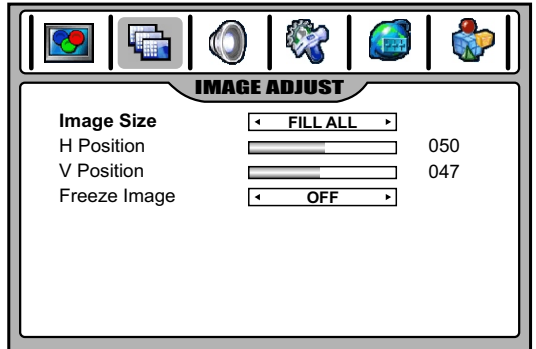 IMAGE ADJUST
Image Size FILL ALL
H Position 050
V Position 047
Freeze Image OFF